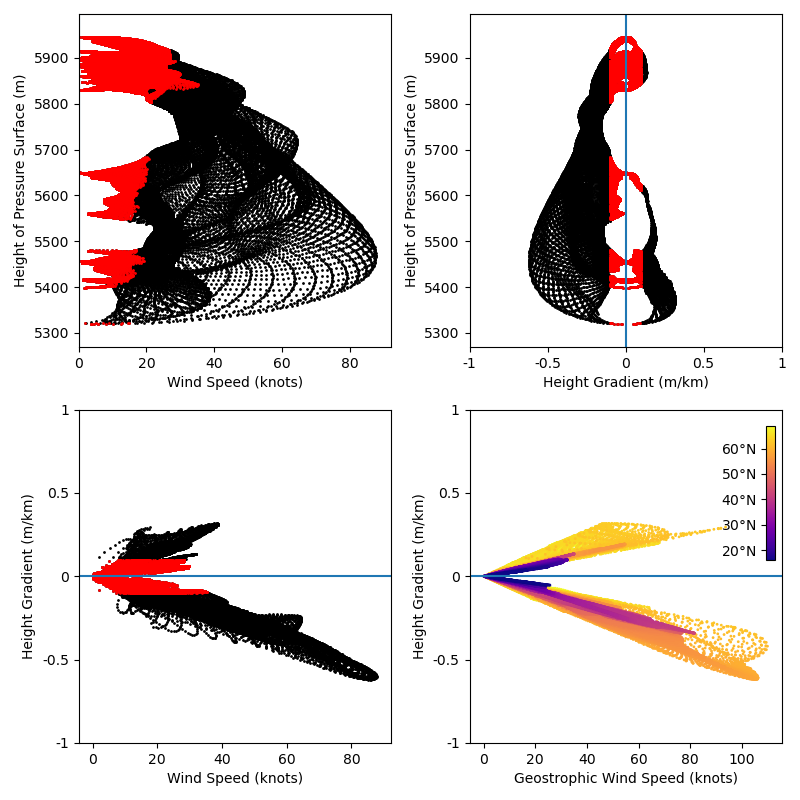 Height of Pressure Surface (m)
5900
5800
5700
5600
5500
5400
5300
0 20 40 60 80
Wind Speed (knots)
Height of Pressure Surface (m)
5900
5800
5700
5600
5500
5400
5300
-1 -0.5 0 0.5 1
Height Gradient (m/km)
Height Gradient (m/km)
1
0.5
0
-0.5
-1
0 20 40 60 80
Wind Speed (knots)
Height Gradient (m/km)
1
0.5
0
-0.5
-1
60°N
50°N
40°N
30°N
20°N
0 20 40 60 80 100
Geostrophic Wind Speed (knots)